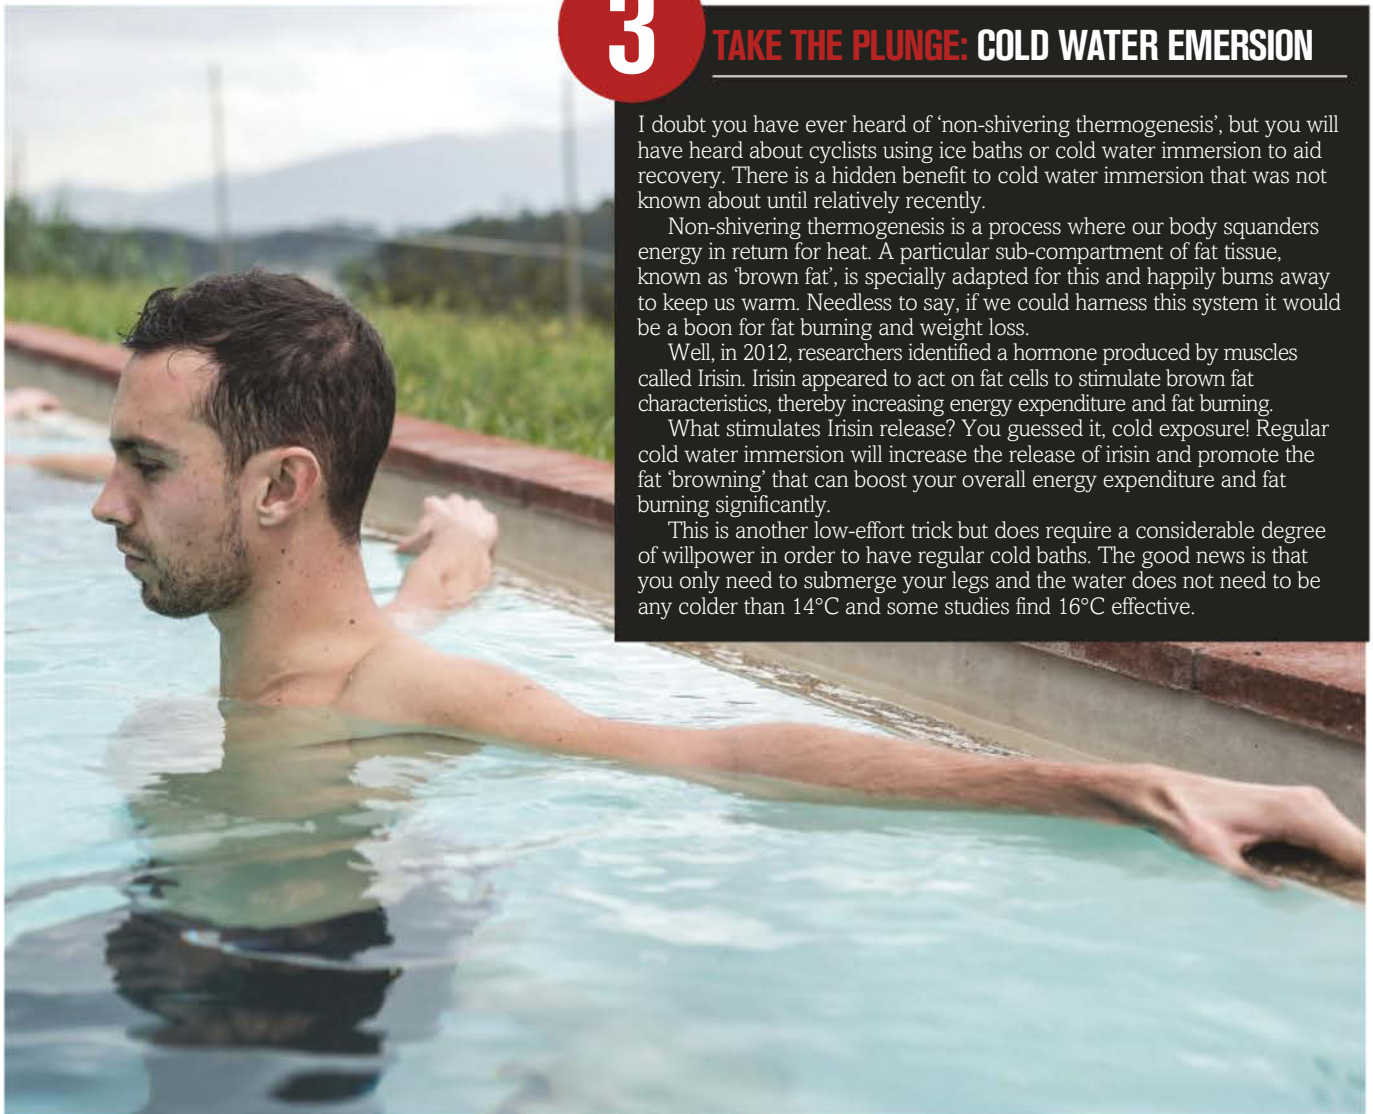 3
TAKE THE PLUNGE: COLD WATER EMERSION
I doubt you have ever heard of ‘non-shivering thermogenesis’, but you will
have heard about cyclists using ice baths or cold water immersion to aid
recovery. There is a hidden benefit to cold water immersion that was not
known about until relatively recently.
Non-shivering thermogenesis is a process where our body squanders
energy in return for heat. A particular sub-compartment of fat tissue,
known as ‘brown fat’, is specially adapted for this and happily burns away
to keep us warm. Needless to say, if we could harness this system it would
be a boon for fat burning and weight loss.
Well, in 2012, researchers identified a hormone produced by muscles
called Irisin. Irisin appeared to act on fat cells to stimulate brown fat
characteristics, thereby increasing energy expenditure and fat burning.
What stimulates Irisin release? You guessed it, cold exposure! Regular
cold water immersion will increase the release of irisin and promote the
fat ‘browning’ that can boost your overall energy expenditure and fat
burning significantly.
This is another low-effort trick but does require a considerable degree
of willpower in order to have regular cold baths. The good news is that
you only need to submerge your legs and the water does not need to be
any colder than 14°C and some studies find 16°C effective.